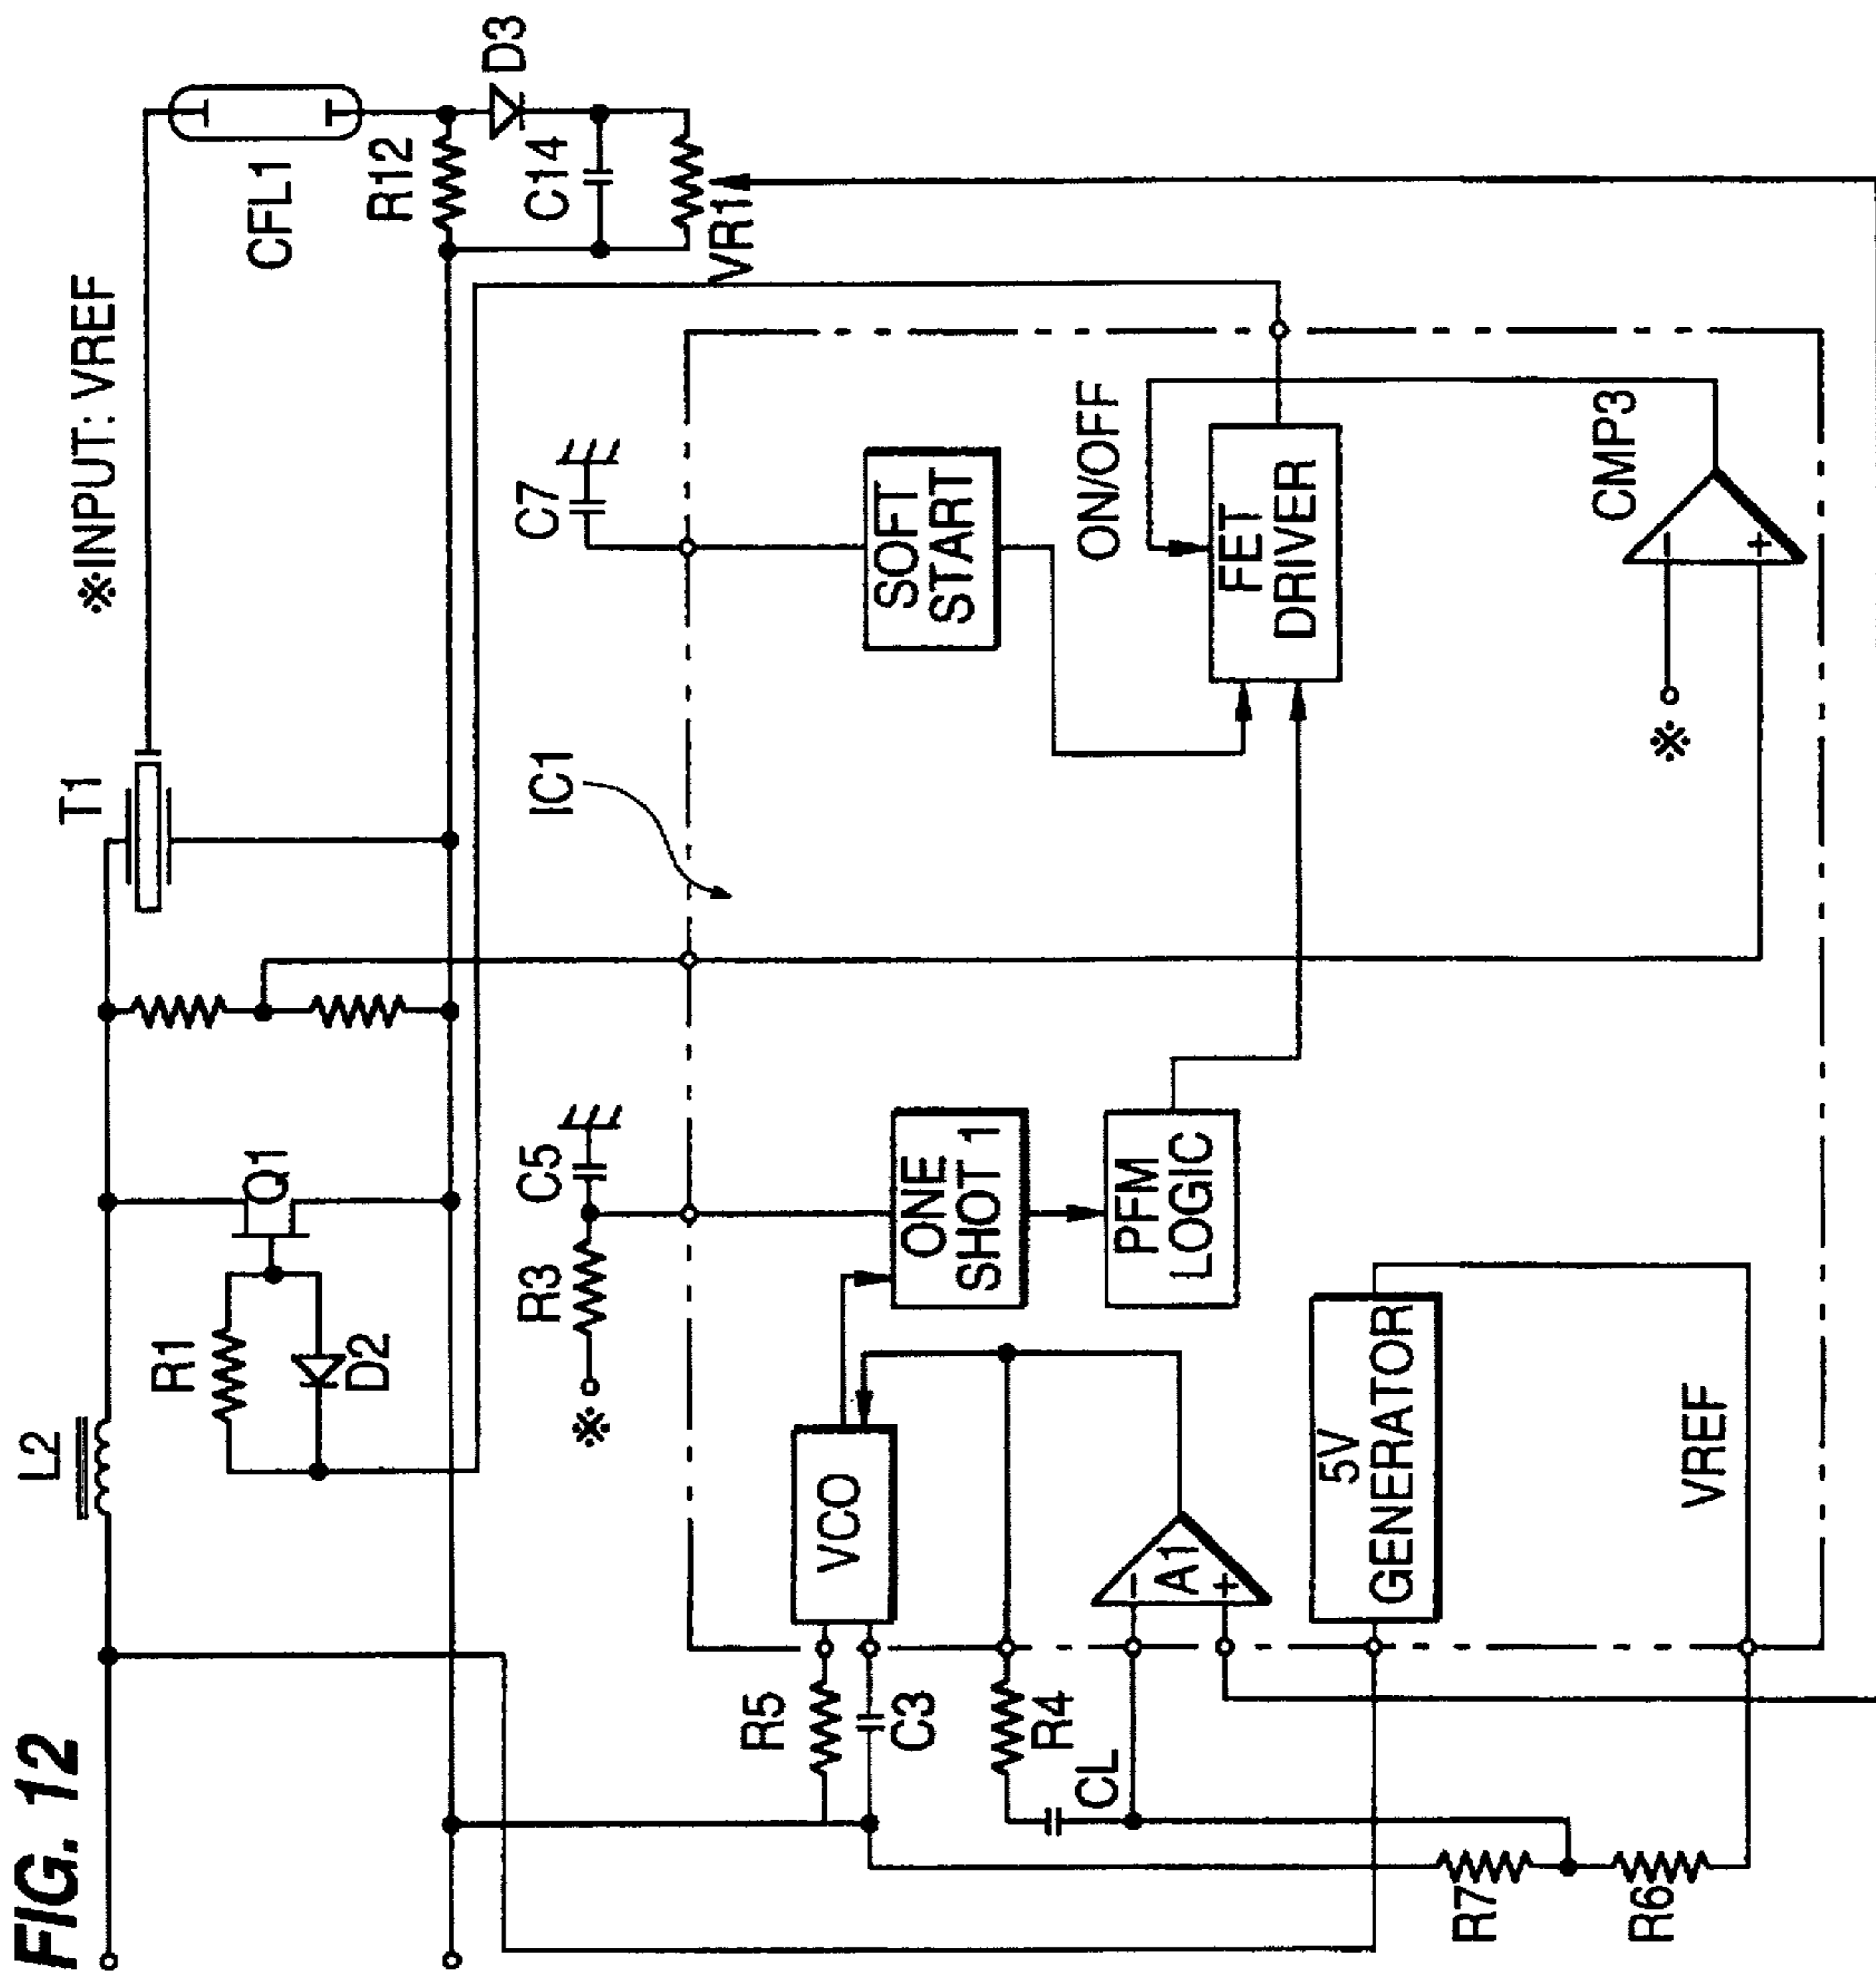 FIG. 12
L2
T1
※INPUT: VREF
CFL1
R12
D3
C14
VR1
R1
D2
Q1
R3
C5
※
IC1
C7
R5
C3
VCO
ONE
SHOT 1
PFM
LOGIC
SOFT
START
ON/OFF
FET
DRIVER
R4
CL
−
A1
+
5V
GENERATOR
VREF
※
−
+
CMP3
R7
R6